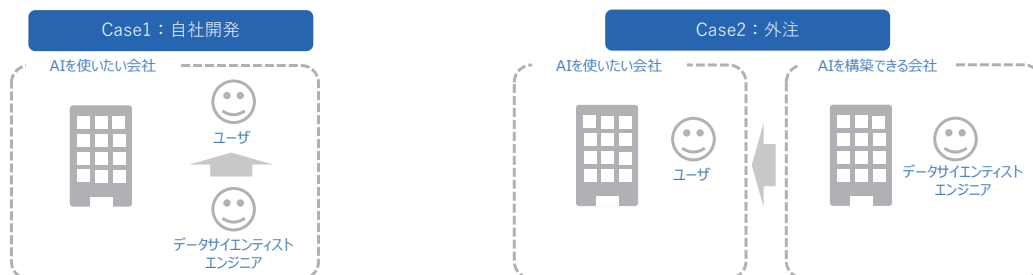 Case1：自社開発
AIを使いたい会社
ユーザ
データサイエンティスト
エンジニア
Case2：外注
AIを使いたい会社
ユーザ
AIを構築できる会社
データサイエンティスト
エンジニア